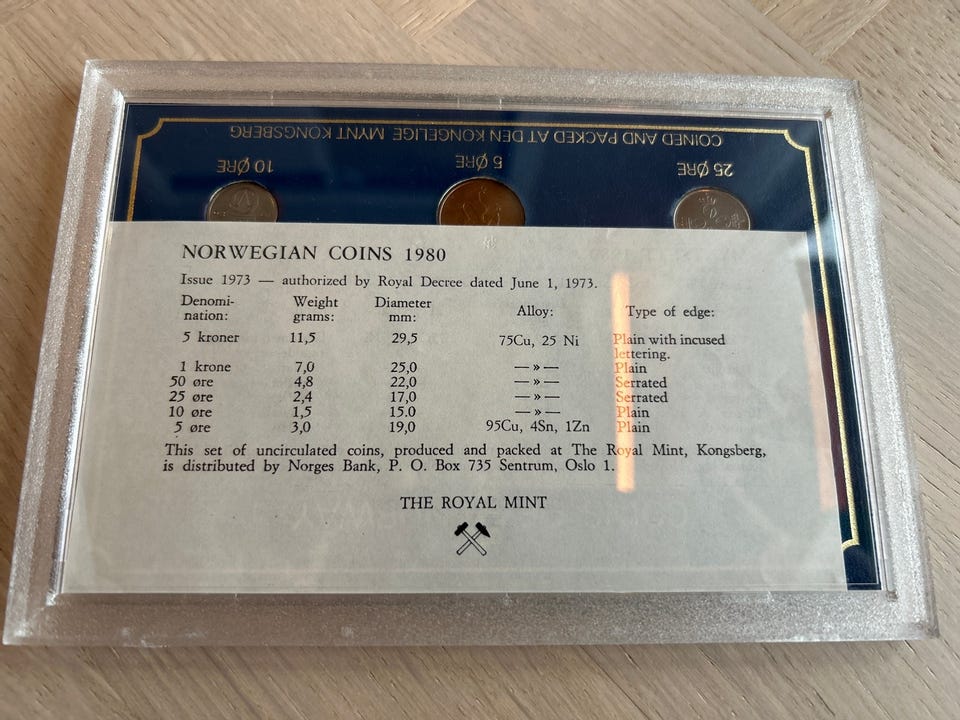 COINED AND PACKED AT DEN KONGELIGE MYNT KONGSBERG
25 ØRE 5 ØRE 10 ØRE
NORWEGIAN COINS 1980
Issue 1973 — authorized by Royal Decree dated June 1, 1973.
Denomi-nation: Weight grams: Diameter mm: Alloy: Type of edge:
5 kroner 11,5 29,5 75Cu, 25 Ni Plain with incused
lettering.
1 krone 7,0 25,0 — » — Plain
50 øre 4,8 22,0 — » — Serrated
25 øre 2,4 17,0 — » — Serrated
10 øre 1,5 15.0 — » — Plain
5 øre 3,0 19,0 95Cu, 4Sn, 1Zn Plain
This set of uncirculated coins, produced and packed at The Royal Mint, Kongsberg,
is distributed by Norges Bank, P. O. Box 735 Sentrum, Oslo 1.
THE ROYAL MINT